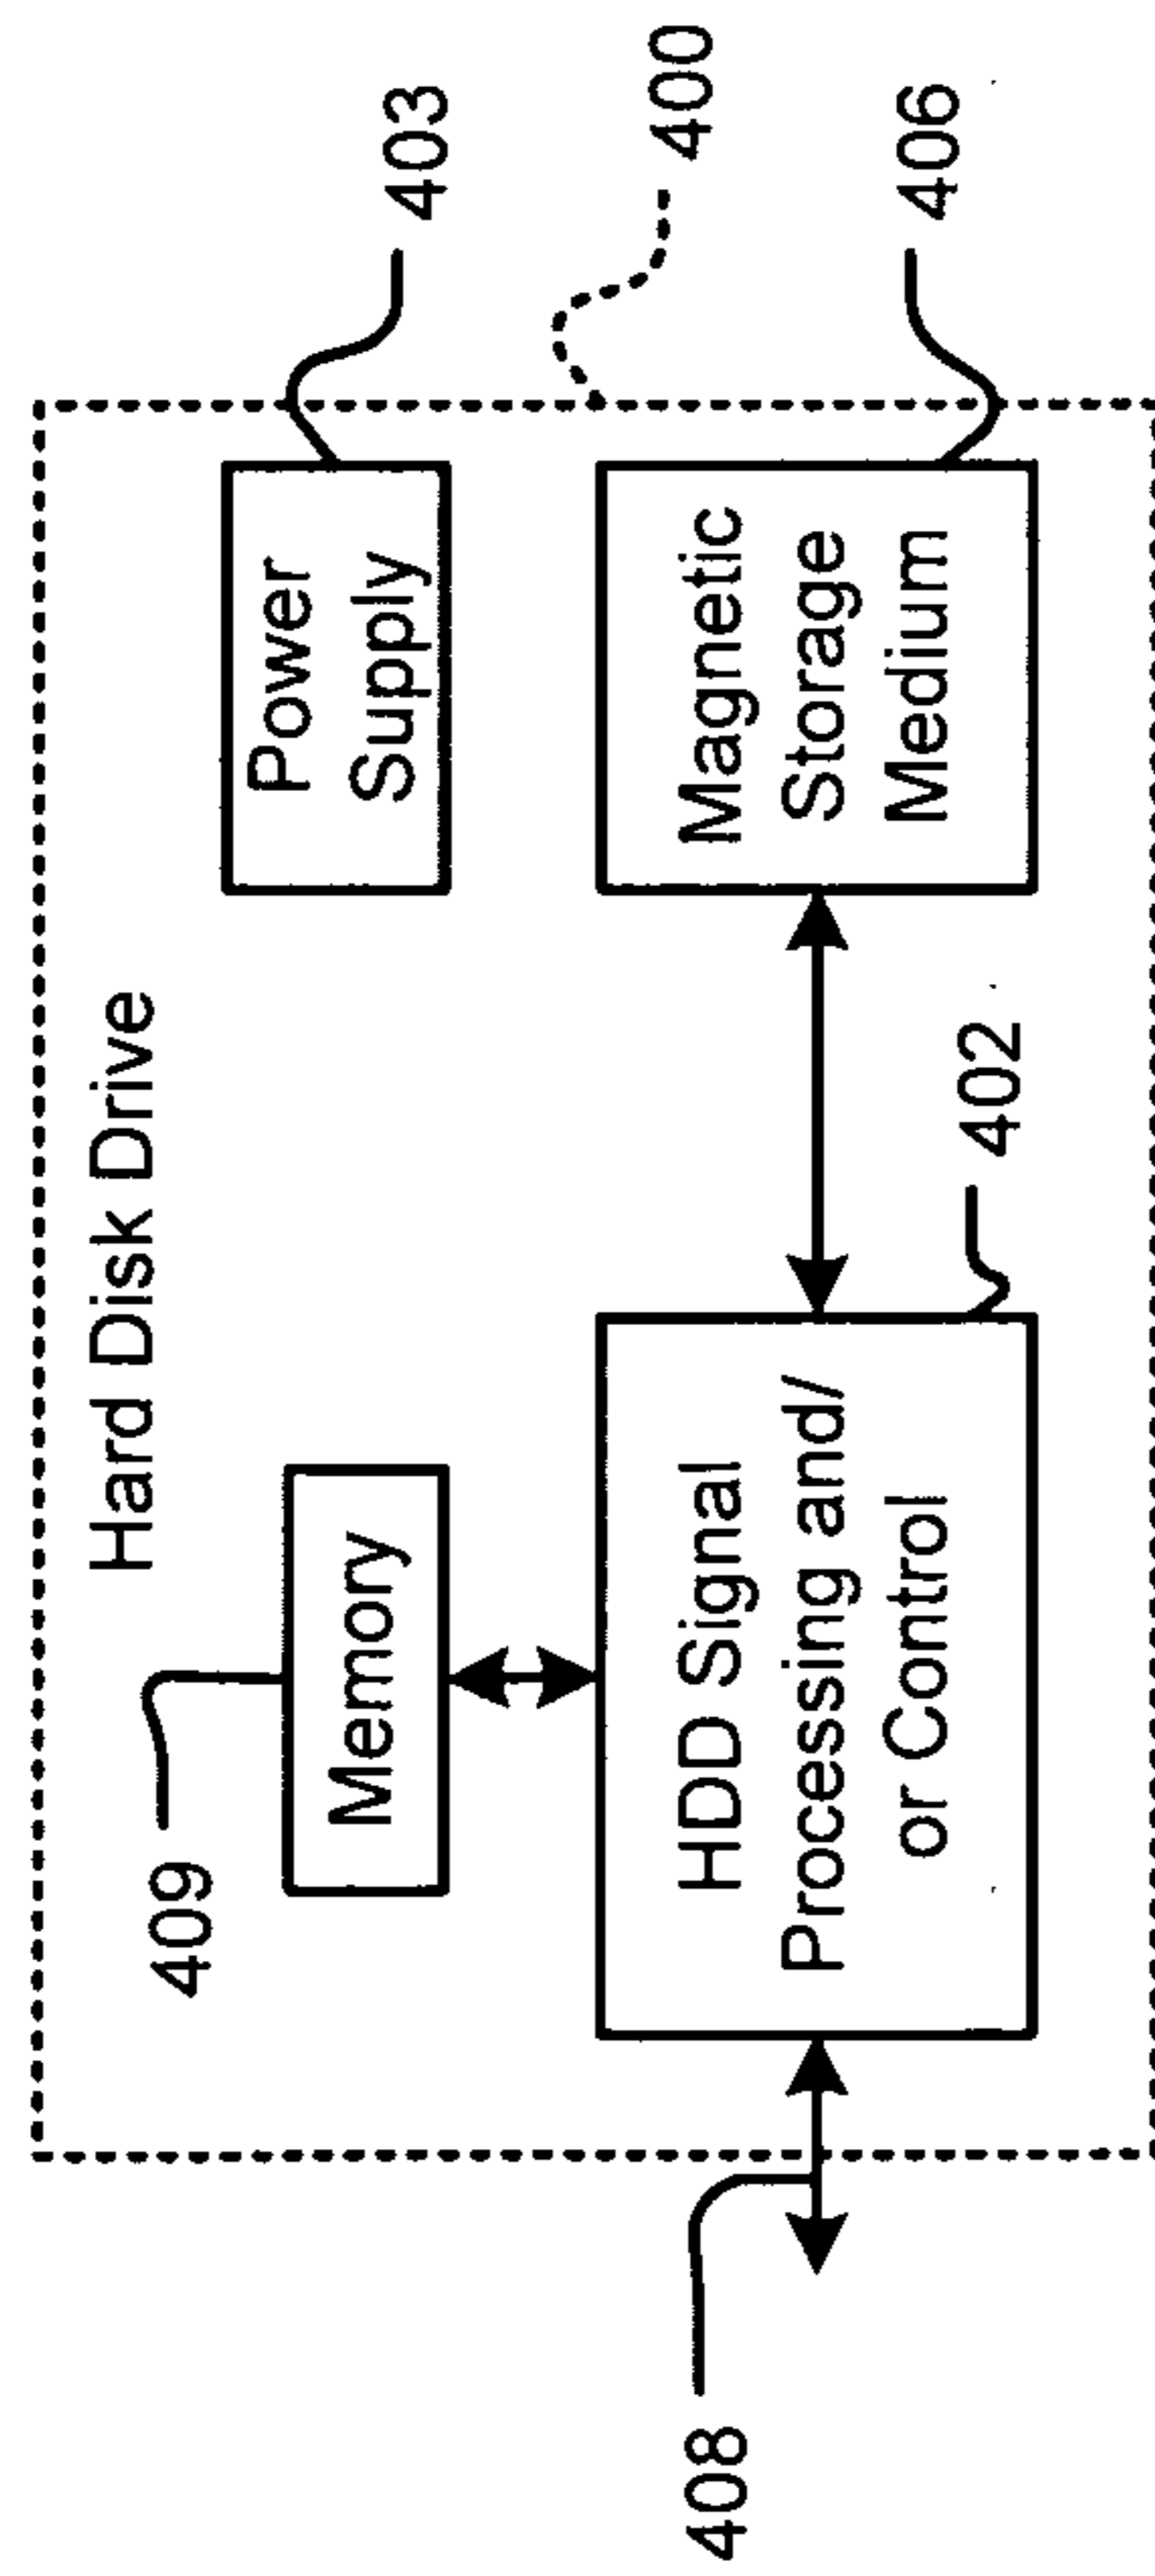 Hard Disk Drive
409
Memory
Power
Supply
403
400
408
HDD Signal
Processing and/
or Control
402
Magnetic
Storage
Medium
406